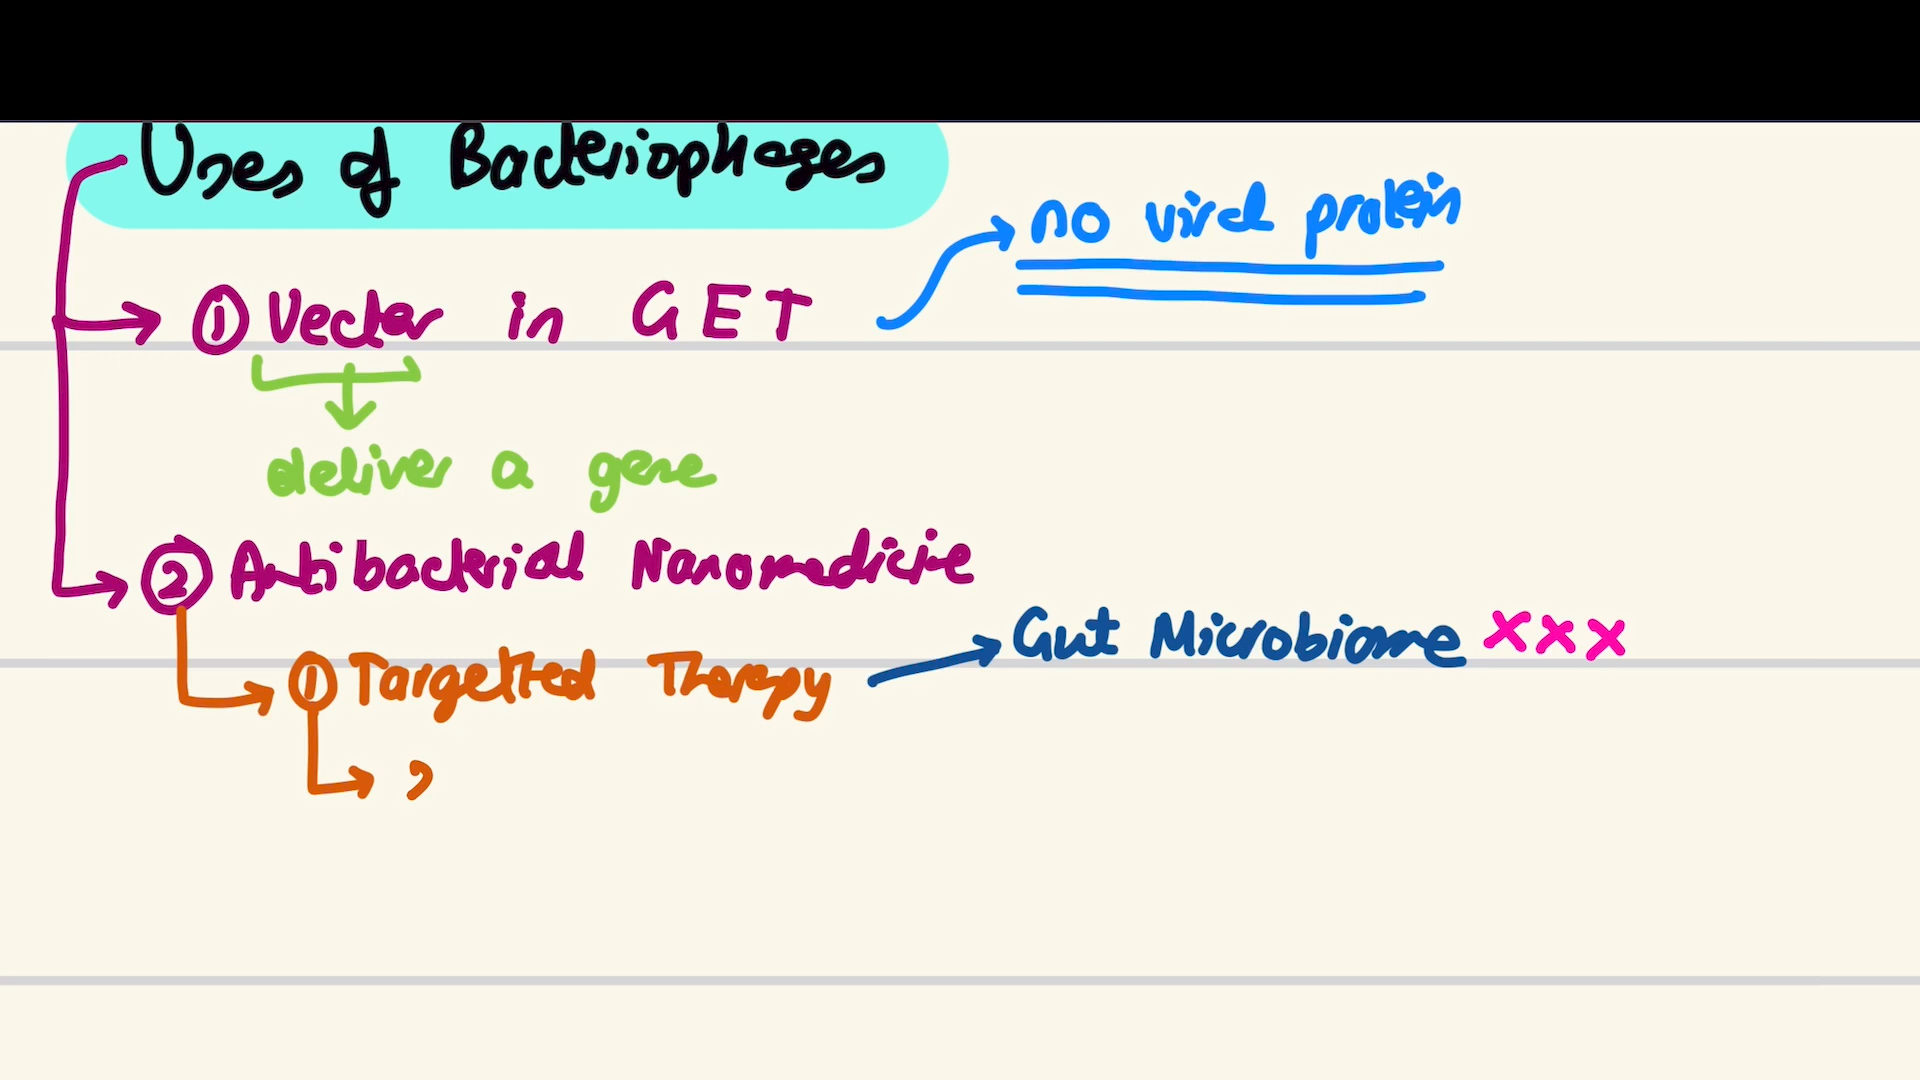 Uses of Bacteriophages
no viral protein
① Vector in GET
deliver a gene
② Antibacterial Nanomedicine
Gut Microbiome xxx
① Targetted Therapy